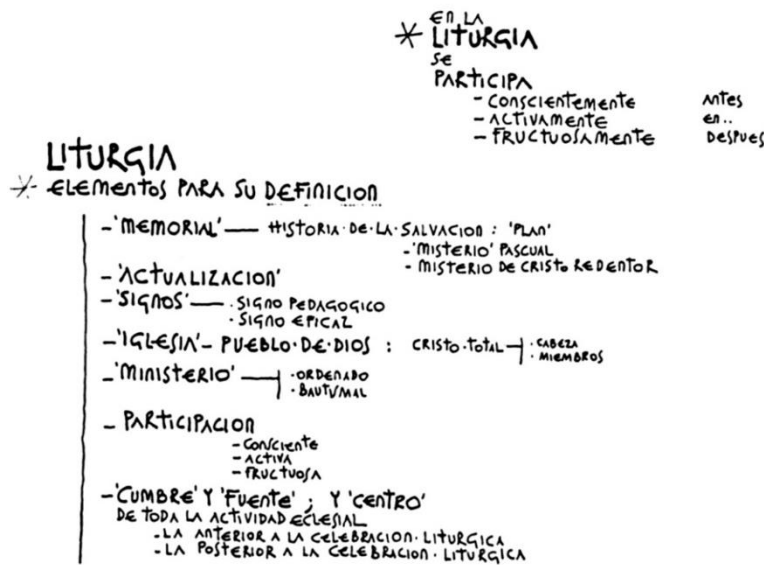 * EN LA
LITURGIA
SE
PARTICIPA
- CONSCIENTEMENTE ANTES
- ACTIVAMENTE EN..
- FRUCTUOSAMENTE DESPUES
LITURGIA
* ELEMENTOS PARA SU DEFINICION
- 'MEMORIAL' — HISTORIA·DE·LA·SALVACION : 'PLAN'
- 'MISTERIO' PASCUAL
- MISTERIO DE CRISTO REDENTOR
- 'ACTUALIZACION'
- 'SIGNOS' — · SIGNO PEDAGOGICO
· SIGNO EFICAZ
- 'IGLESIA' - PUEBLO·DE·DIOS : CRISTO·TOTAL — · CABEZA
· MIEMBROS
- 'MINISTERIO' — · ORDENADO
· BAUTISMAL
- PARTICIPACION
- CONSCIENTE
- ACTIVA
- FRUCTUOSA
- 'CUMBRE' Y 'FUENTE' ; Y 'CENTRO'
DE TODA LA ACTIVIDAD ECLESIAL
- LA ANTERIOR A LA CELEBRACION·LITURGICA
- LA POSTERIOR A LA CELEBRACION·LITURGICA